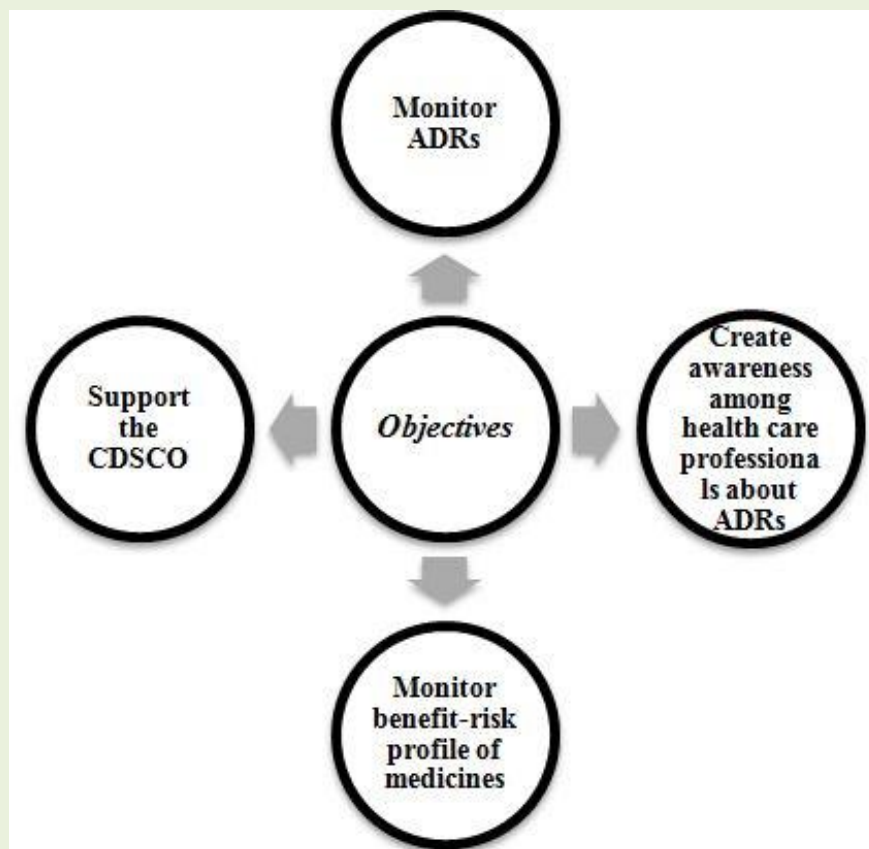 Monitor
ADRs
Support
the
CDSCO
Objectives
Create
awareness
among
health care
professiona
ls about
ADRs
Monitor
benefit-risk
profile of
medicines